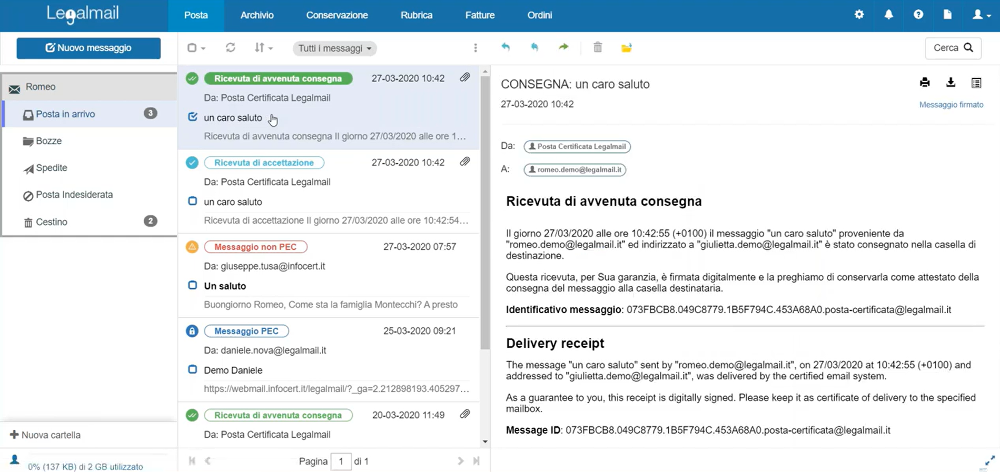 Legalmail
Posta
Archivio
Conservazione
Rubrica
Fatture
Ordini
Nuovo messaggio
Tutti i messaggi
Cerca
Romeo
Posta in arrivo
3
Bozze
Spedite
Posta Indesiderata
Cestino
2
Nuova cartella
0% (137 KB) di 2 GB utilizzato
Ricevuta di avvenuta consegna 27-03-2020 10:42
Da: Posta Certificata Legalmail
un caro saluto
Ricevuta di avvenuta consegna Il giorno 27/03/2020 alle ore 1...
Ricevuta di accettazione 27-03-2020 10:42
Da: Posta Certificata Legalmail
un caro saluto
Ricevuta di accettazione Il giorno 27/03/2020 alle ore 10:42:54...
Messaggio non PEC 27-03-2020 07:57
Da: giuseppe.tusa@infocert.it
Un saluto
Buongiorno Romeo, Come sta la famiglia Montecchi? A presto
Messaggio PEC 25-03-2020 09:21
Da: daniele.nova@legalmail.it
Demo Daniele
https://webmail.infocert.it/legalmail/?_ga=2.212898193.405297...
Ricevuta di avvenuta consegna 20-03-2020 11:49
Da: Posta Certificata Legalmail
Pagina 1 di 1
CONSEGNA: un caro saluto
27-03-2020 10:42
Messaggio firmato
Da: Posta Certificata Legalmail
A: romeo.demo@legalmail.it
Ricevuta di avvenuta consegna
Il giorno 27/03/2020 alle ore 10:42:55 (+0100) il messaggio "un caro saluto" proveniente da
"romeo.demo@legalmail.it" ed indirizzato a "giulietta.demo@legalmail.it" è stato consegnato nella casella di
destinazione.
Questa ricevuta, per Sua garanzia, è firmata digitalmente e la preghiamo di conservarla come attestato della
consegna del messaggio alla casella destinataria.
Identificativo messaggio: 073FBCB8.049C8779.1B5F794C.453A68A0.posta-certificata@legalmail.it
Delivery receipt
The message "un caro saluto" sent by "romeo.demo@legalmail.it", on 27/03/2020 at 10:42:55 (+0100) and
addressed to "giulietta.demo@legalmail.it", was delivered by the certified email system.
As a guarantee to you, this receipt is digitally signed. Please keep it as certificate of delivery to the specified
mailbox.
Message ID: 073FBCB8.049C8779.1B5F794C.453A68A0.posta-certificata@legalmail.it